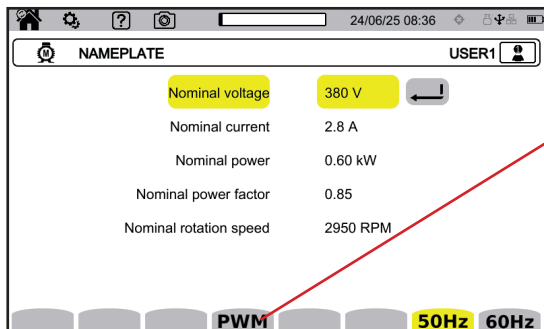 24/06/25 08:36
NAMEPLATE USER1
Nominal voltage 380 V
Nominal current 2.8 A
Nominal power 0.60 kW
Nominal power factor 0.85
Nominal rotation speed 2950 RPM
PWM 50Hz 60Hz